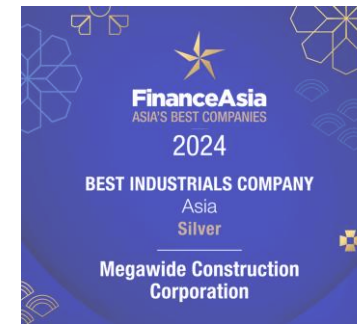 FinanceAsia
ASIA'S BEST COMPANIES
2024
BEST INDUSTRIALS COMPANY
Asia
Silver
Megawide Construction
Corporation